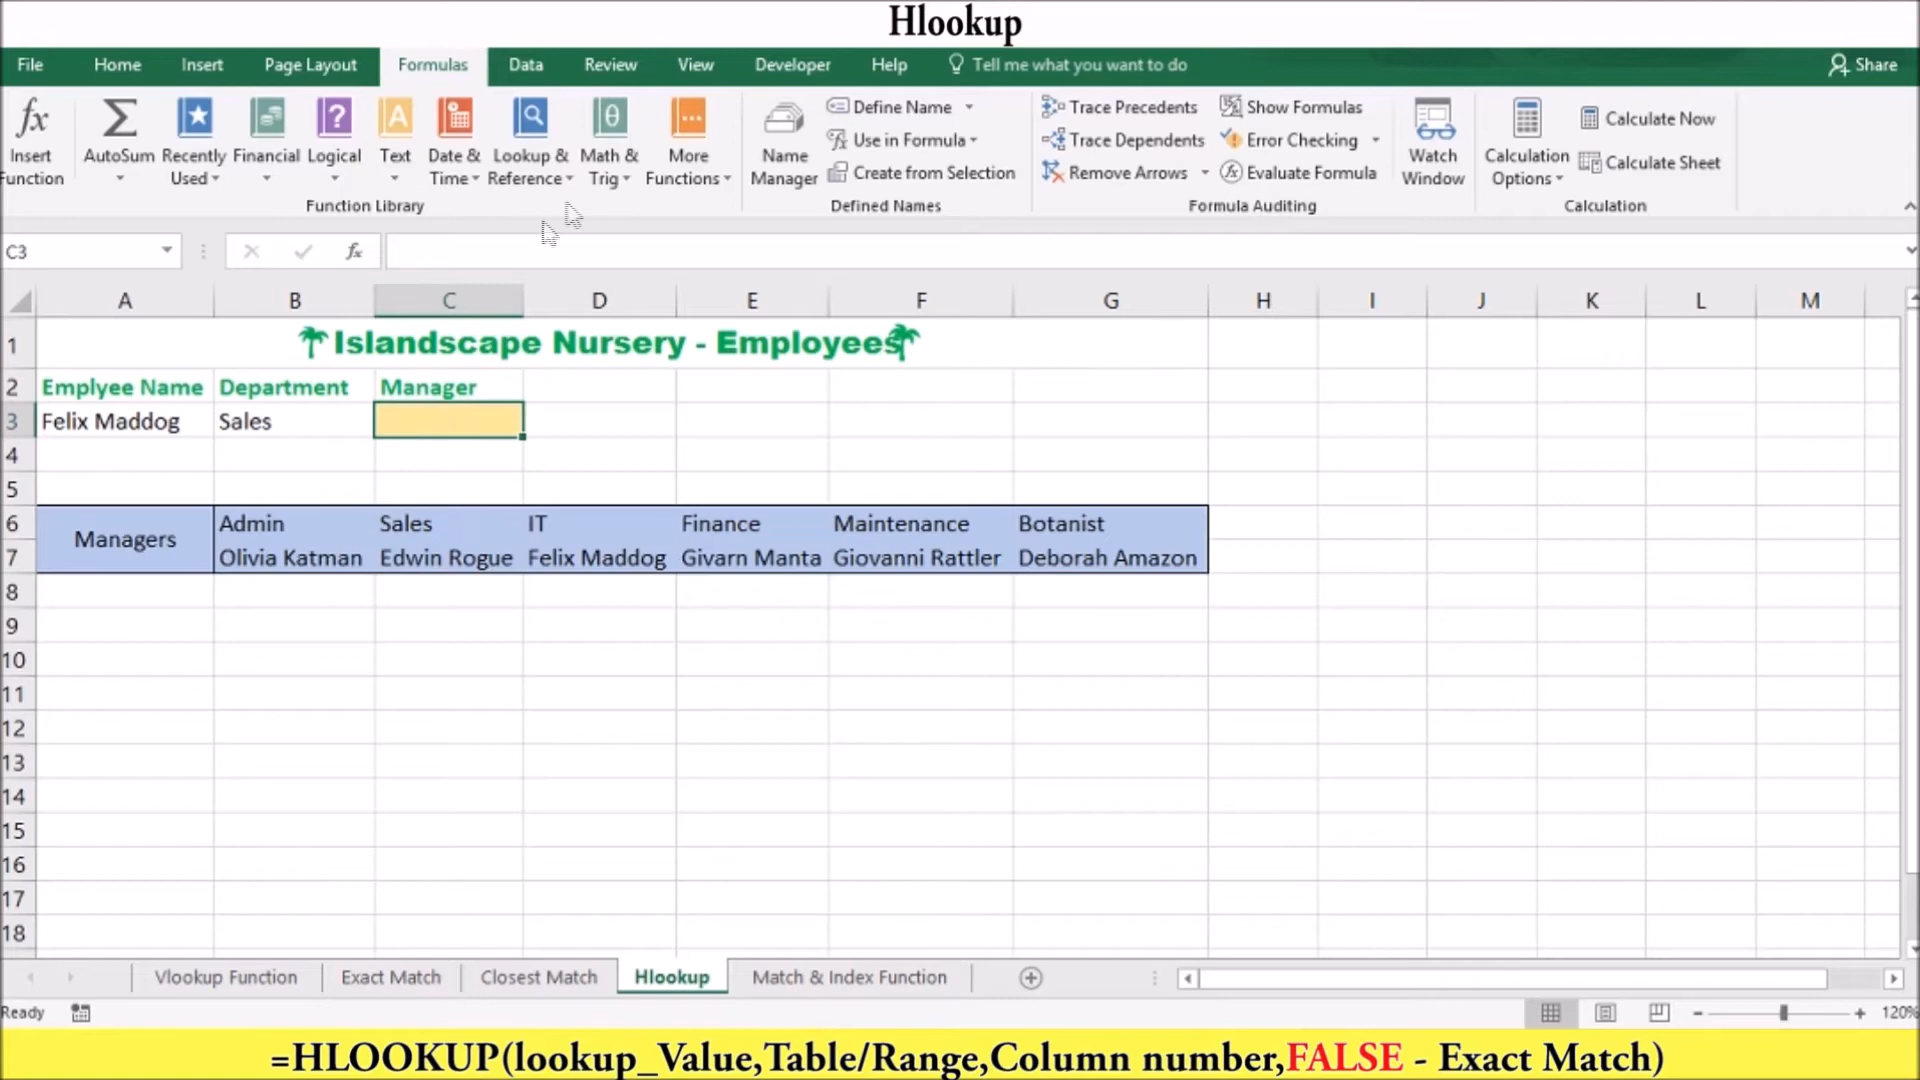 Hlookup
File Home Insert Page Layout Formulas Data Review View Developer Help Tell me what you want to do Share
Insert Function
AutoSum
Recently Used
Financial
Logical
Text
Date & Time
Lookup & Reference
Math & Trig
More Functions
Function Library
Name Manager
Define Name
Use in Formula
Create from Selection
Defined Names
Trace Precedents
Trace Dependents
Remove Arrows
Show Formulas
Error Checking
Evaluate Formula
Formula Auditing
Watch Window
Calculation Options
Calculate Now
Calculate Sheet
Calculation
C3 fx
A B C D E F G H I J K L M
1 Islandscape Nursery - Employees
2 Emplyee Name Department Manager
3 Felix Maddog Sales
4
5
6 Admin Sales IT Finance Maintenance Botanist
Managers
7 Olivia Katman Edwin Rogue Felix Maddog Givarn Manta Giovanni Rattler Deborah Amazon
8
9
10
11
12
13
14
15
16
17
18
Vlookup Function Exact Match Closest Match Hlookup Match & Index Function
Ready 120%
=HLOOKUP(lookup_Value,Table/Range,Column number,FALSE - Exact Match)